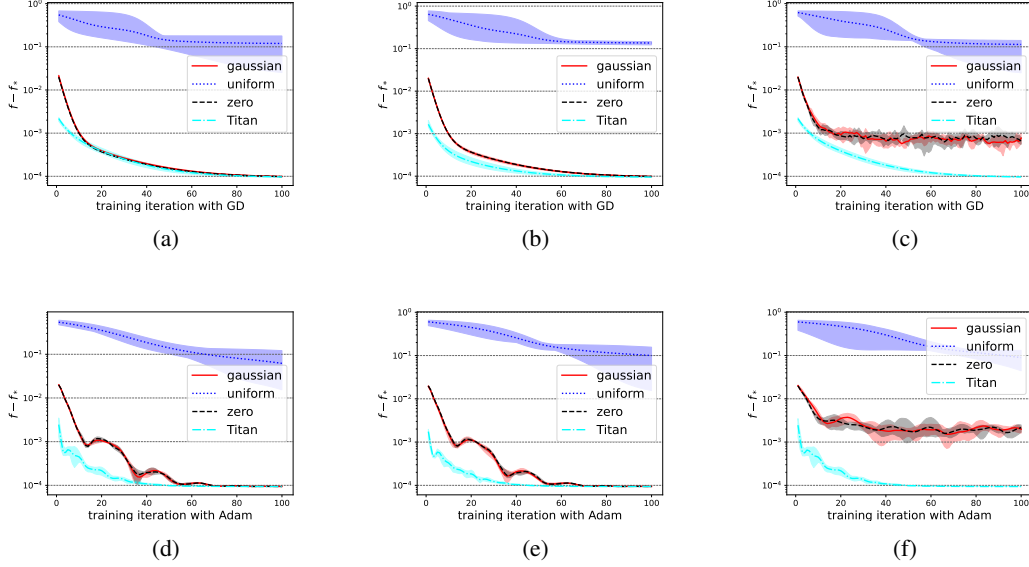 10⁰
10⁻¹
10⁻²
10⁻³
10⁻⁴
f − f*
gaussian
uniform
zero
Titan
0 20 40 60 80 100
training iteration with GD
(a)
10⁰
10⁻¹
10⁻²
10⁻³
10⁻⁴
f − f*
gaussian
uniform
zero
Titan
0 20 40 60 80 100
training iteration with GD
(b)
10⁰
10⁻¹
10⁻²
10⁻³
10⁻⁴
f − f*
gaussian
uniform
zero
Titan
0 20 40 60 80 100
training iteration with GD
(c)
10⁻¹
10⁻²
10⁻³
10⁻⁴
f − f*
gaussian
uniform
zero
Titan
0 20 40 60 80 100
training iteration with Adam
(d)
10⁰
10⁻¹
10⁻²
10⁻³
10⁻⁴
f − f*
gaussian
uniform
zero
Titan
0 20 40 60 80 100
training iteration with Adam
(e)
10⁰
10⁻¹
10⁻²
10⁻³
10⁻⁴
f − f*
gaussian
uniform
zero
Titan
0 20 40 60 80 100
training iteration with Adam
(f)